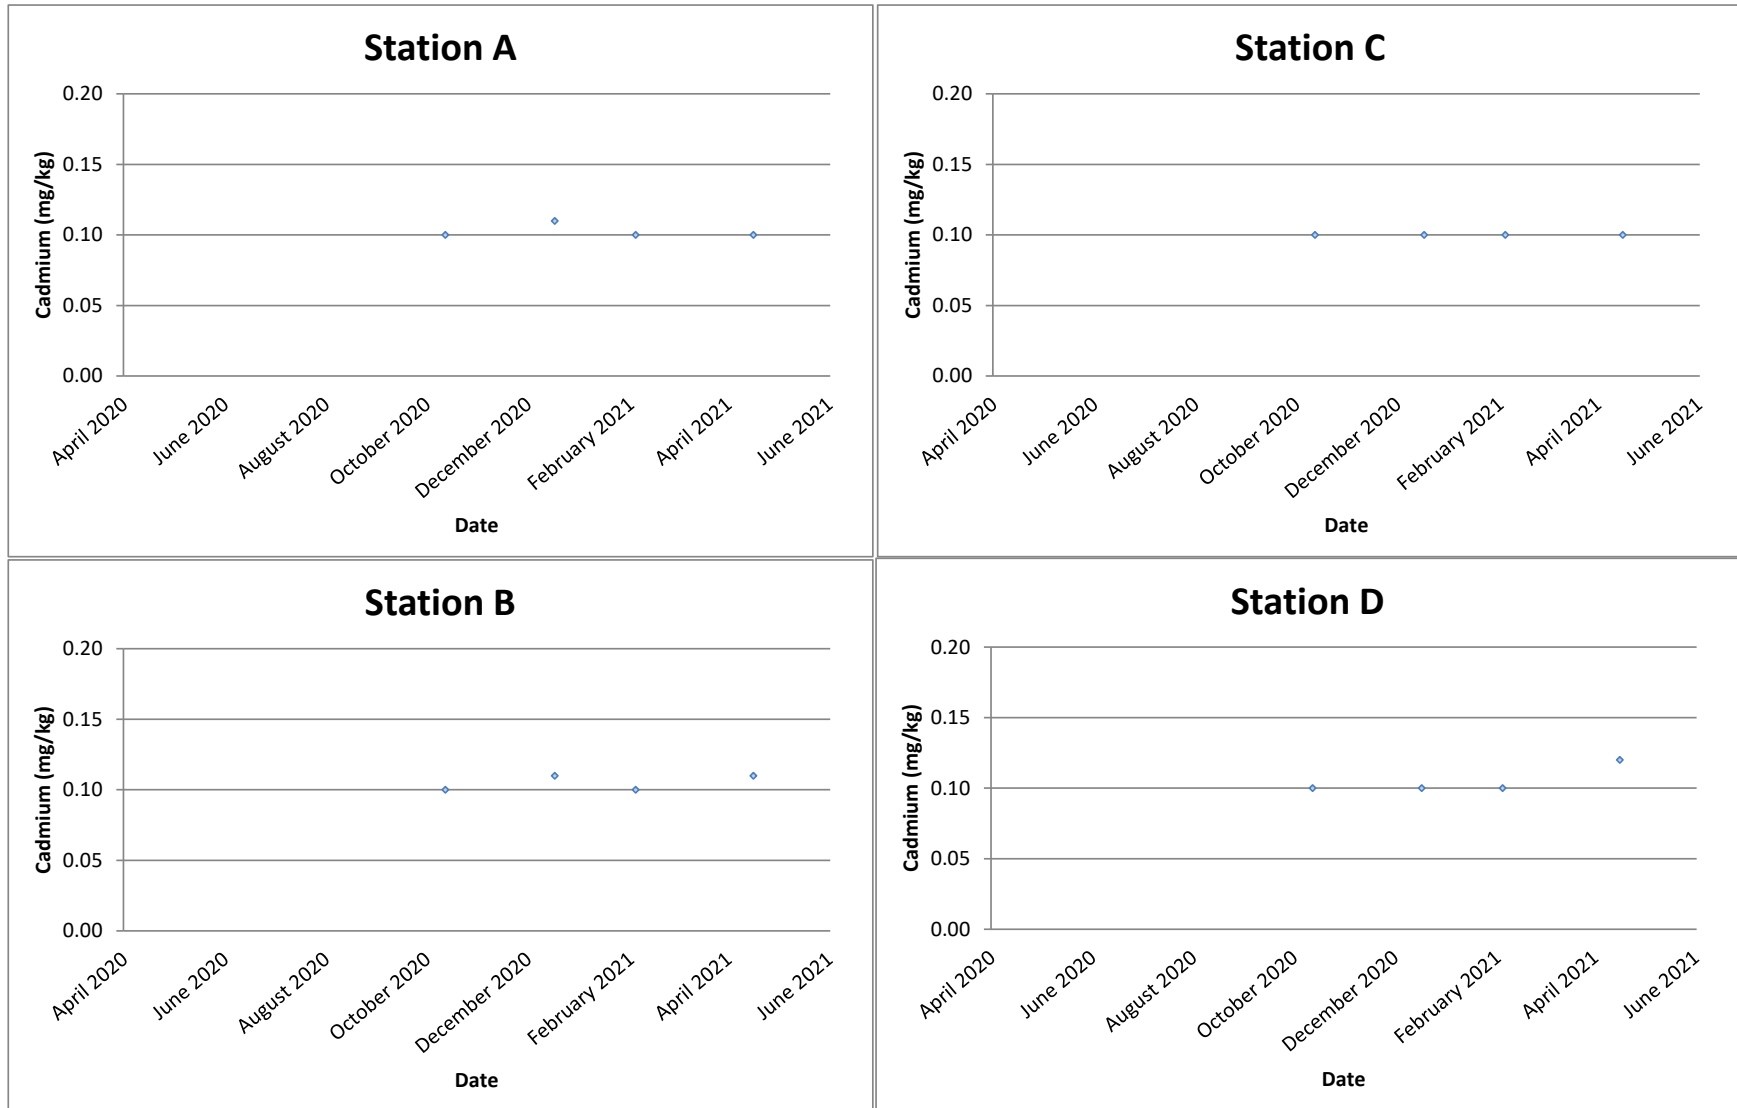 Station A
Cadmium (mg/kg)
0.20
0.15
0.10
0.05
0.00
April 2020
June 2020
August 2020
October 2020
December 2020
February 2021
April 2021
June 2021
Date
Station C
Cadmium (mg/kg)
0.20
0.15
0.10
0.05
0.00
April 2020
June 2020
August 2020
October 2020
December 2020
February 2021
April 2021
June 2021
Date
Station B
Cadmium (mg/kg)
0.20
0.15
0.10
0.05
0.00
April 2020
June 2020
August 2020
October 2020
December 2020
February 2021
April 2021
June 2021
Date
Station D
Cadmium (mg/kg)
0.20
0.15
0.10
0.05
0.00
April 2020
June 2020
August 2020
October 2020
December 2020
February 2021
April 2021
June 2021
Date